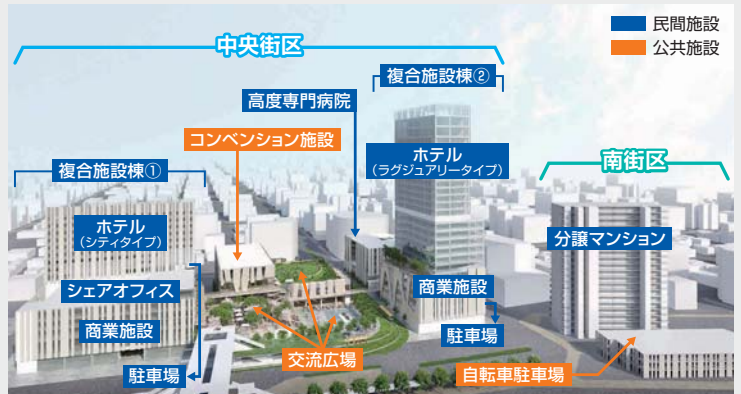 民間施設
公共施設
中央街区
複合施設棟②
高度専門病院
コンベンション施設
複合施設棟①
ホテル
(ラグジュアリータイプ)
南街区
ホテル
(シティタイプ)
分譲マンション
シェアオフィス
商業施設
商業施設
駐車場
交流広場
駐車場
自転車駐車場